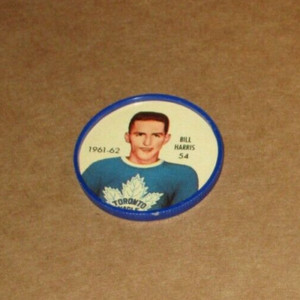 1961-62
BILL
HARRIS
54
TORONTO